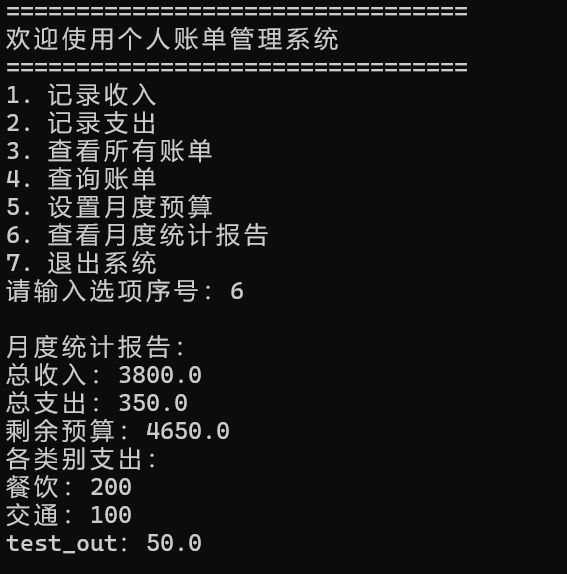 =================================
欢迎使用个人账单管理系统
=================================
1. 记录收入
2. 记录支出
3. 查看所有账单
4. 查询账单
5. 设置月度预算
6. 查看月度统计报告
7. 退出系统
请输入选项序号: 6
月度统计报告:
总收入: 3800.0
总支出: 350.0
剩余预算: 4650.0
各类别支出:
餐饮: 200
交通: 100
test_out: 50.0